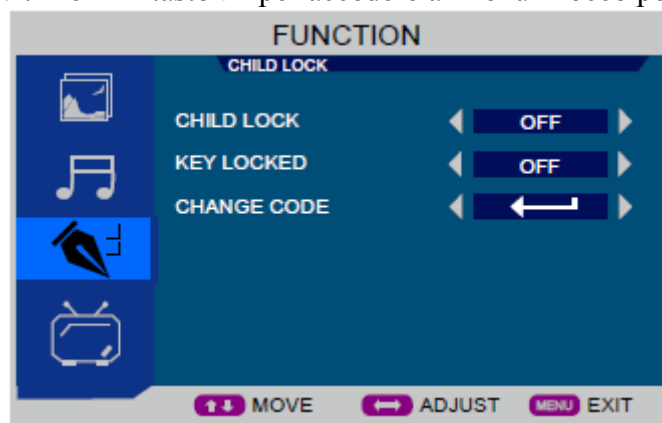 FUNCTION
CHILD LOCK
CHILD LOCK OFF
KEY LOCKED OFF
CHANGE CODE
MOVE ADJUST MENU EXIT